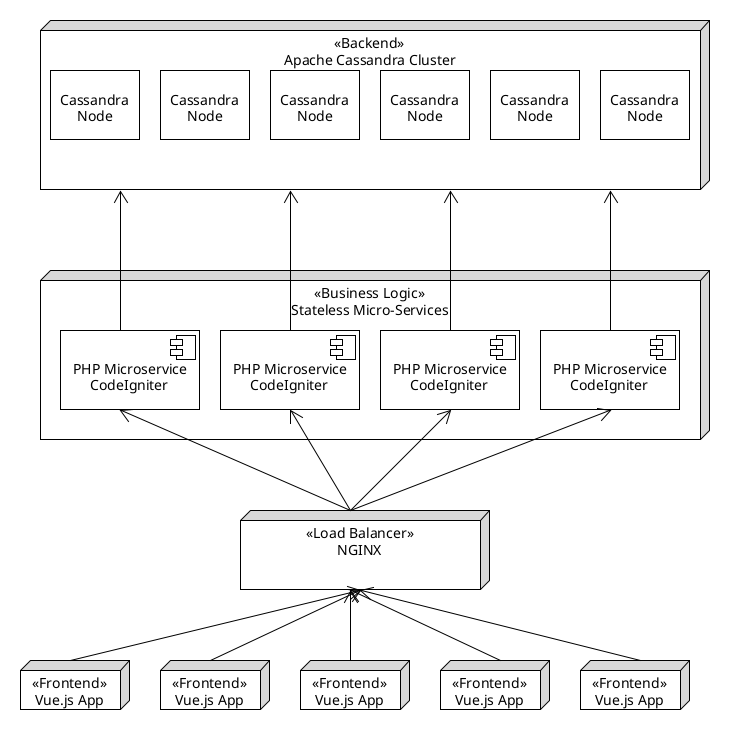 «Backend»
Apache Cassandra Cluster
Cassandra
Node
Cassandra
Node
Cassandra
Node
Cassandra
Node
Cassandra
Node
Cassandra
Node
«Business Logic»
Stateless Micro-Services
PHP Microservice
CodeIgniter
PHP Microservice
CodeIgniter
PHP Microservice
CodeIgniter
PHP Microservice
CodeIgniter
«Load Balancer»
NGINX
«Frontend»
Vue.js App
«Frontend»
Vue.js App
«Frontend»
Vue.js App
«Frontend»
Vue.js App
«Frontend»
Vue.js App